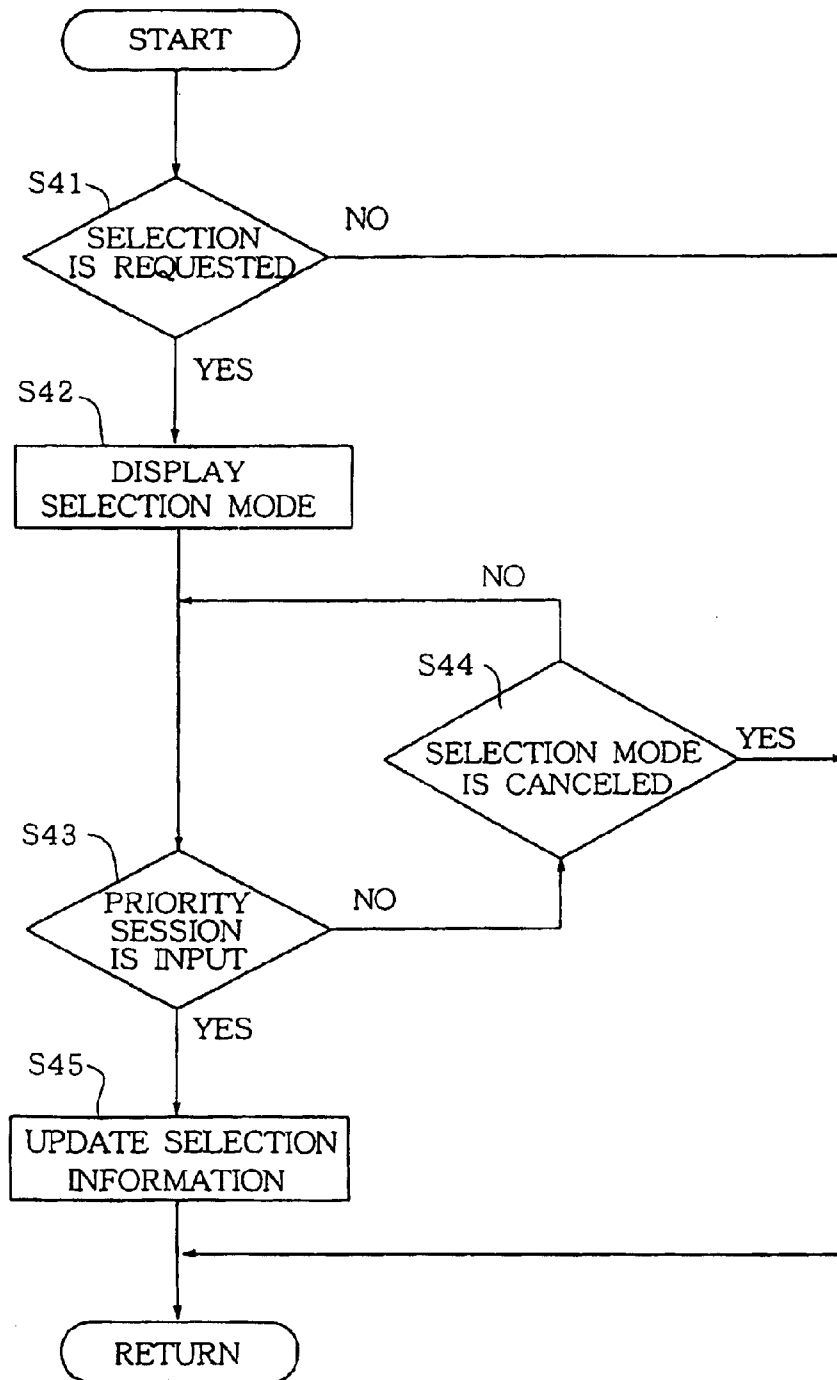 START
S41
NO
SELECTION
IS REQUESTED
YES
S42
DISPLAY
SELECTION MODE
NO
S44
YES
SELECTION MODE
IS CANCELED
S43
PRIORITY
SESSION
IS INPUT
NO
YES
S45
UPDATE SELECTION
INFORMATION
RETURN